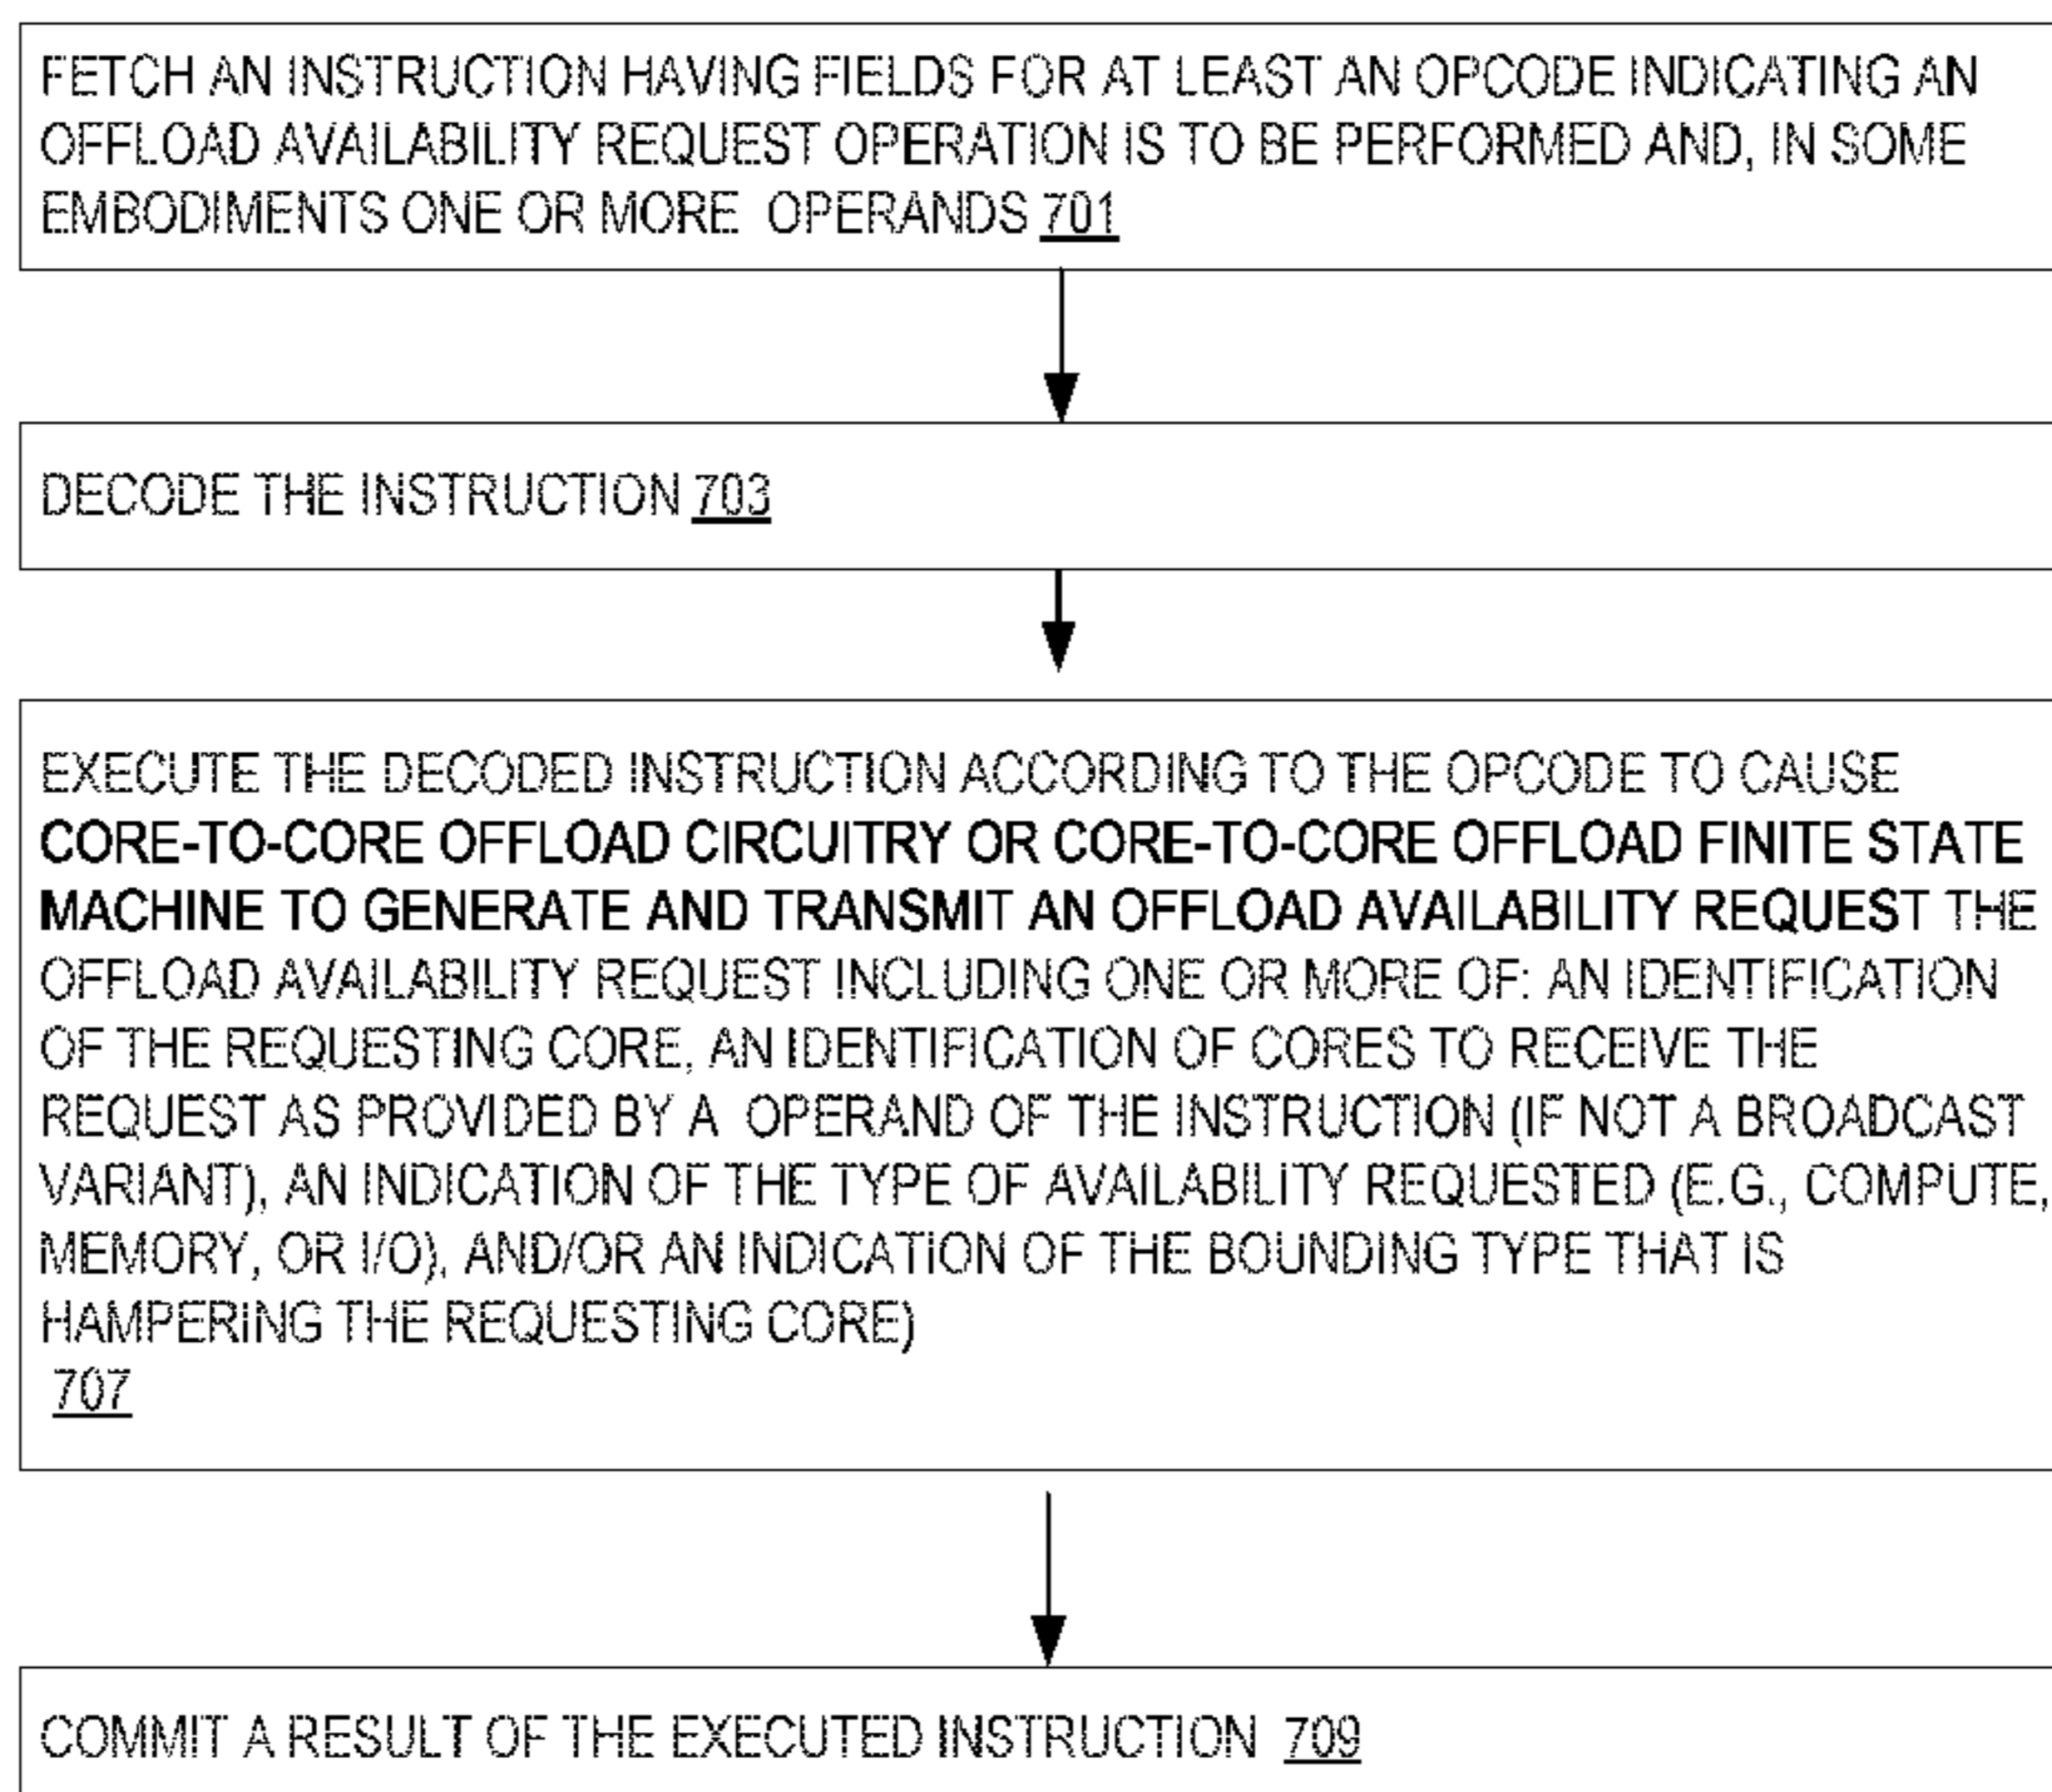 FETCH AN INSTRUCTION HAVING FIELDS FOR AT LEAST AN OPCODE INDICATING AN
OFFLOAD AVAILABILITY REQUEST OPERATION IS TO BE PERFORMED AND, IN SOME
EMBODIMENTS ONE OR MORE OPERANDS 701
DECODE THE INSTRUCTION 703
EXECUTE THE DECODED INSTRUCTION ACCORDING TO THE OPCODE TO CAUSE
CORE-TO-CORE OFFLOAD CIRCUITRY OR CORE-TO-CORE OFFLOAD FINITE STATE
MACHINE TO GENERATE AND TRANSMIT AN OFFLOAD AVAILABILITY REQUEST THE
OFFLOAD AVAILABILITY REQUEST INCLUDING ONE OR MORE OF: AN IDENTIFICATION
OF THE REQUESTING CORE, AN IDENTIFICATION OF CORES TO RECEIVE THE
REQUEST AS PROVIDED BY A OPERAND OF THE INSTRUCTION (IF NOT A BROADCAST
VARIANT), AN INDICATION OF THE TYPE OF AVAILABILITY REQUESTED (E.G., COMPUTE,
MEMORY, OR I/O), AND/OR AN INDICATION OF THE BOUNDING TYPE THAT IS
HAMPERING THE REQUESTING CORE)
707
COMMIT A RESULT OF THE EXECUTED INSTRUCTION 709